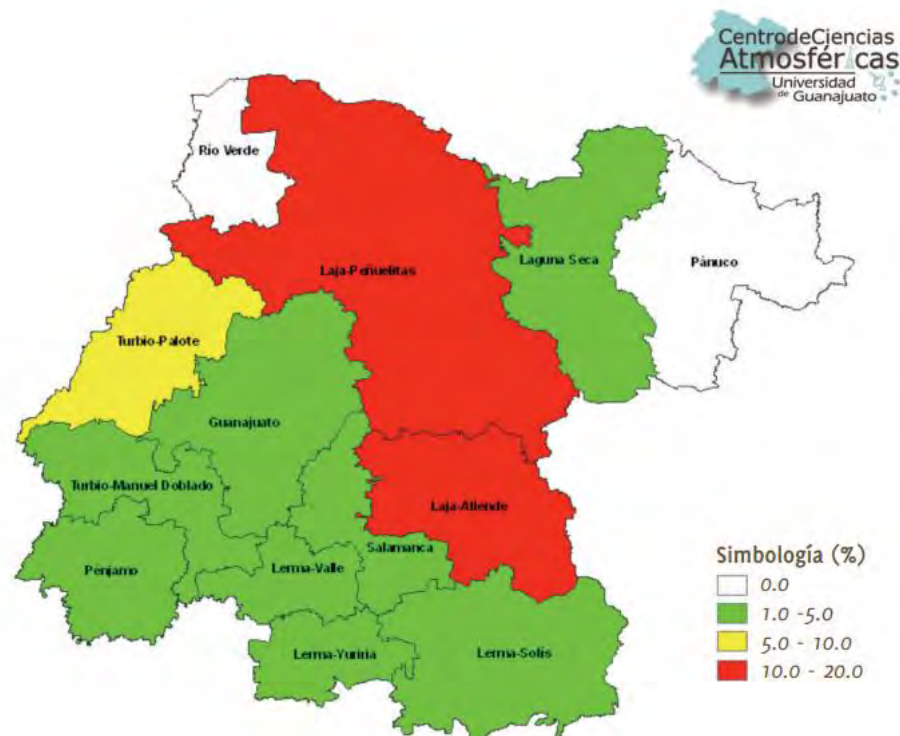 CentrodeCiencias
Atmosféricas
Universidad
de Guanajuato
Río Verde
Laja-Peñuelitas
Laguna Seca
Pánuco
Turbio-Palote
Guanajuato
Turbio-Manuel Doblado
Laja-Allende
Salamanca
Penjamo
Lerma-Valle
Lerma-Yuriria
Lerma-Solís
Simbología (%)
0.0
1.0 -5.0
5.0 - 10.0
10.0 - 20.0